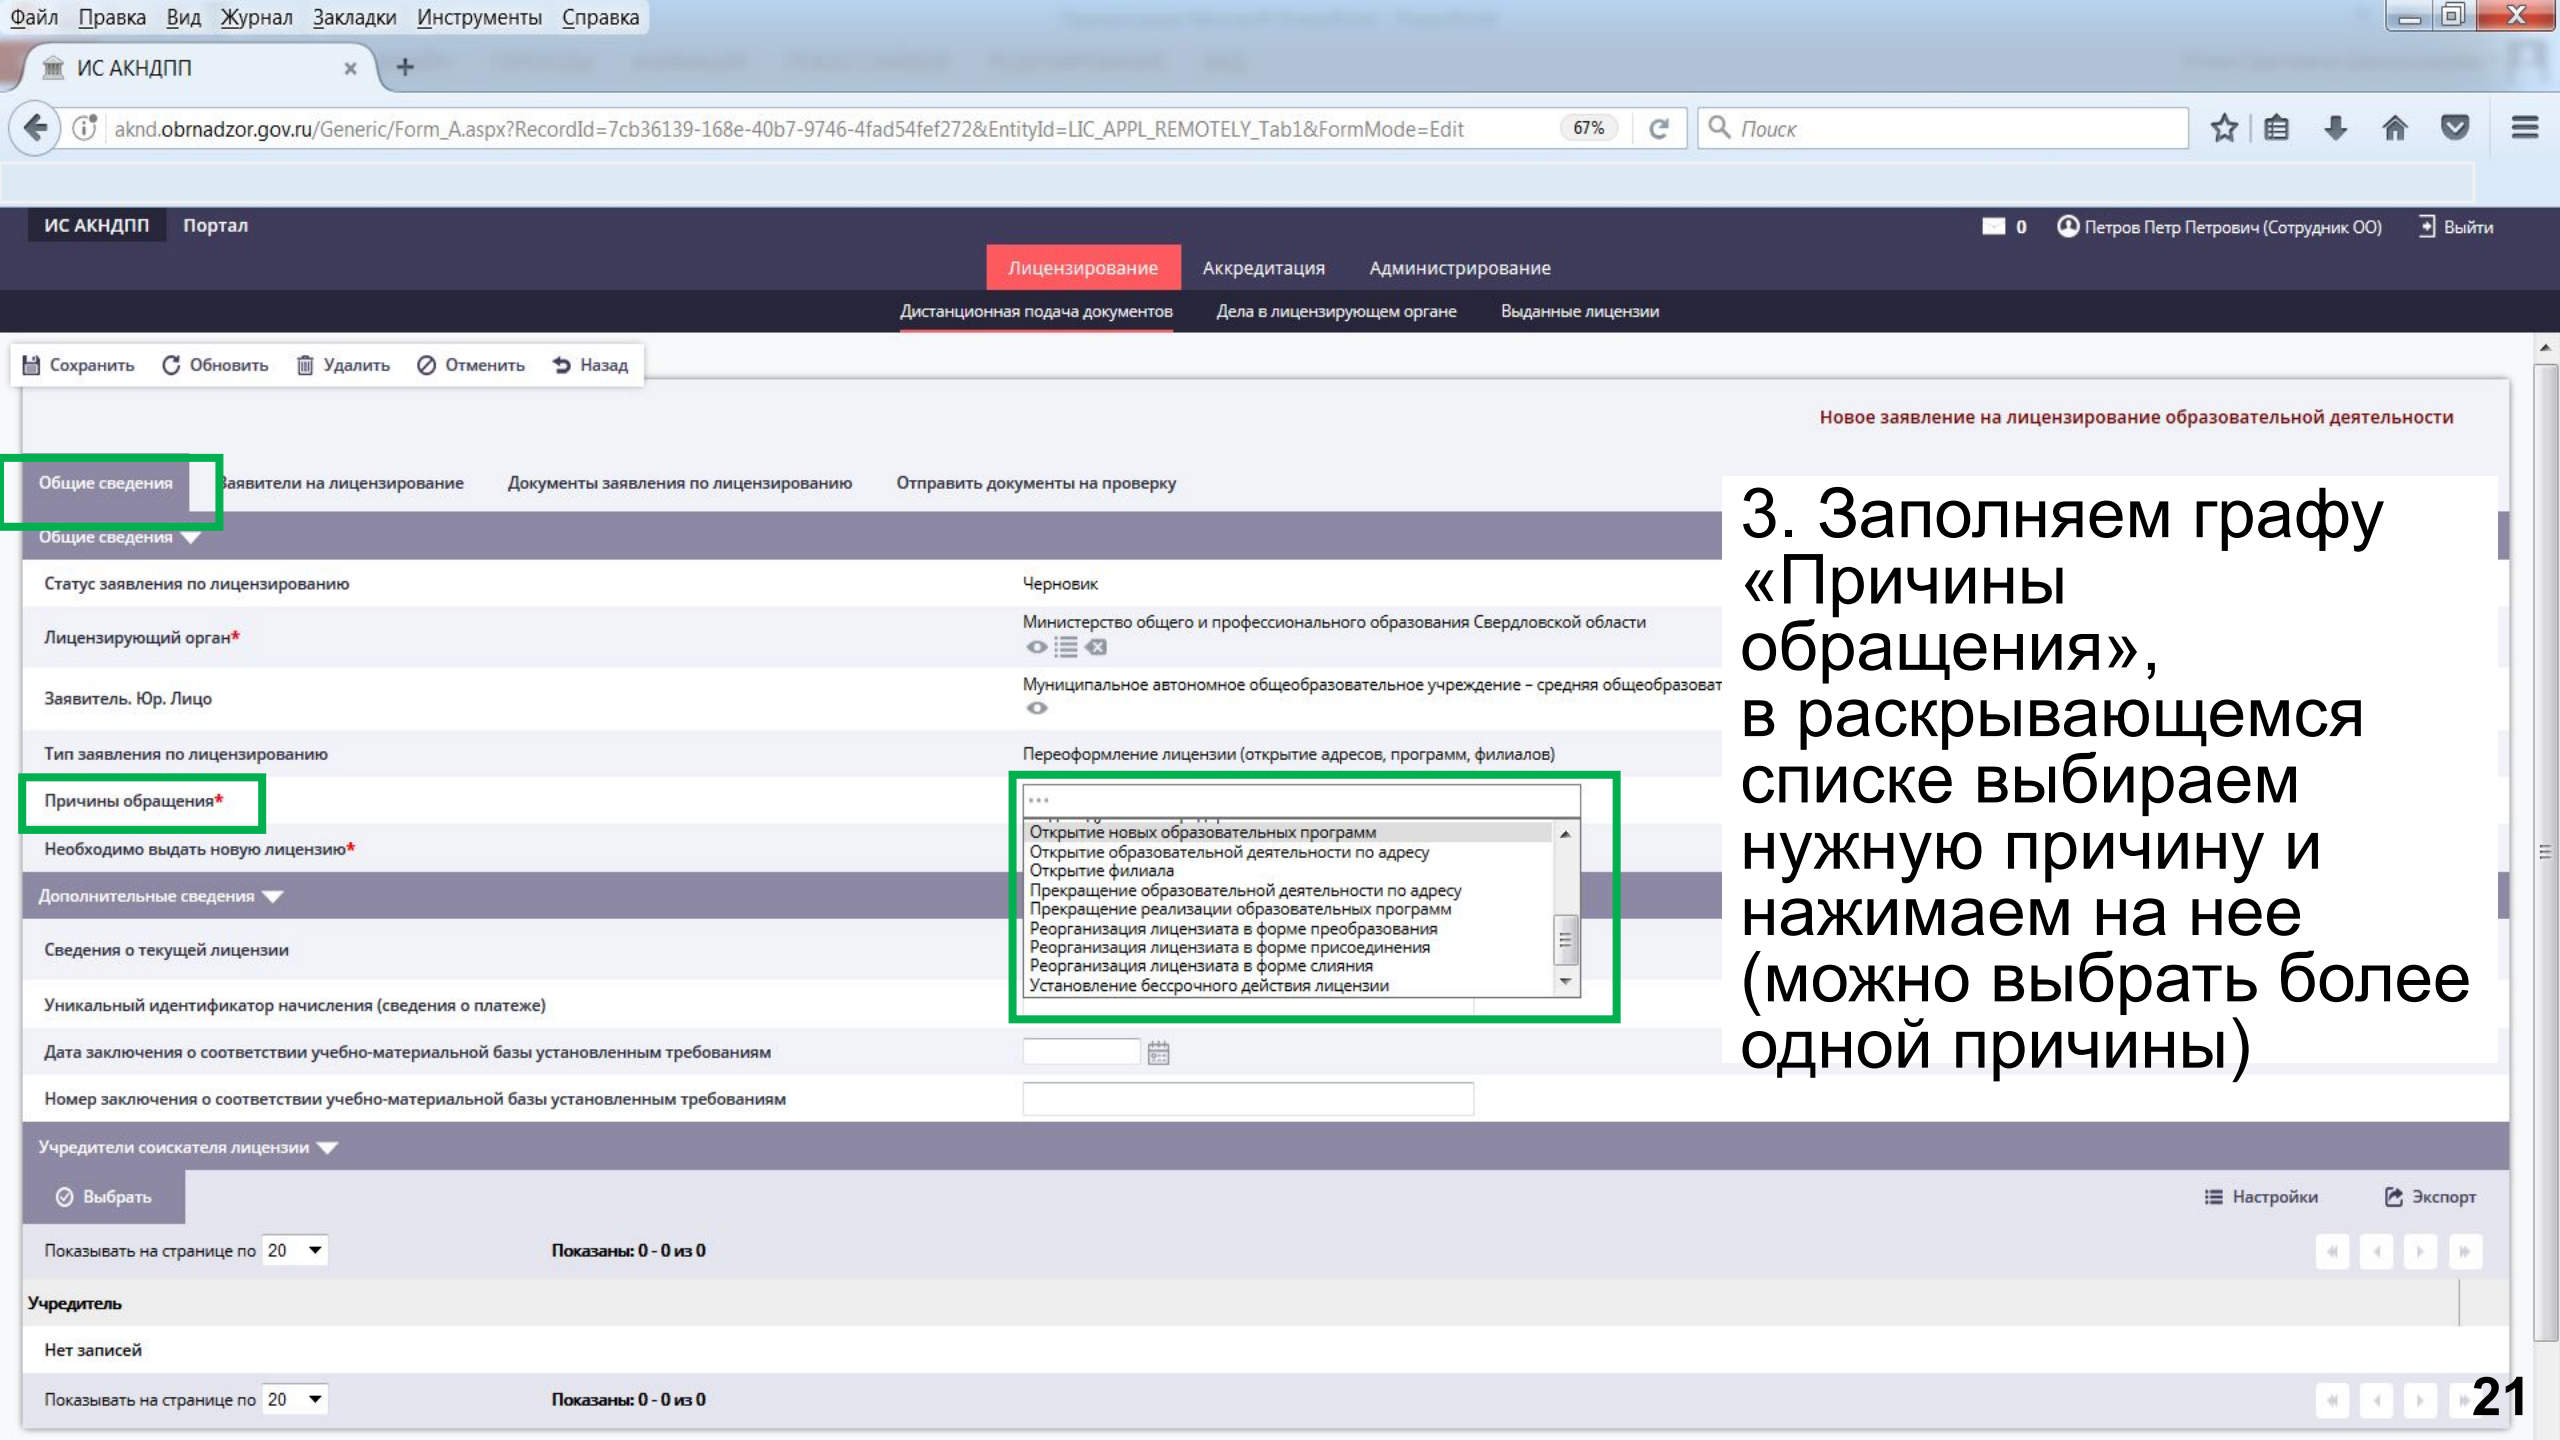 Файл Правка Вид Журнал Закладки Инструменты Справка
ИС АКНДПП
aknd.obrnadzor.gov.ru/Generic/Form_A.aspx?RecordId=7cb36139-168e-40b7-9746-4fad54fef272&EntityId=LIC_APPL_REMOTELY_Tab1&FormMode=Edit 67% Поиск
ИС АКНДПП Портал 0 Петров Петр Петрович (Сотрудник ОО) Выйти
Лицензирование Аккредитация Администрирование
Дистанционная подача документов Дела в лицензирующем органе Выданные лицензии
Сохранить Обновить Удалить Отменить Назад
Новое заявление на лицензирование образовательной деятельности
Общие сведения Заявители на лицензирование Документы заявления по лицензированию Отправить документы на проверку
Общие сведения
Статус заявления по лицензированию Черновик
Лицензирующий орган* Министерство общего и профессионального образования Свердловской области
Заявитель. Юр. Лицо Муниципальное автономное общеобразовательное учреждение – средняя общеобразоват
Тип заявления по лицензированию Переоформление лицензии (открытие адресов, программ, филиалов)
Причины обращения* ...
Открытие новых образовательных программ
Открытие образовательной деятельности по адресу
Открытие филиала
Прекращение образовательной деятельности по адресу
Прекращение реализации образовательных программ
Реорганизация лицензиата в форме преобразования
Реорганизация лицензиата в форме присоединения
Реорганизация лицензиата в форме слияния
Установление бессрочного действия лицензии
Необходимо выдать новую лицензию*
Дополнительные сведения
Сведения о текущей лицензии
Уникальный идентификатор начисления (сведения о платеже)
Дата заключения о соответствии учебно-материальной базы установленным требованиям
Номер заключения о соответствии учебно-материальной базы установленным требованиям
3. Заполняем графу
«Причины
обращения»,
в раскрывающемся
списке выбираем
нужную причину и
нажимаем на нее
(можно выбрать более
одной причины)
Учредители соискателя лицензии
Выбрать Настройки Экспорт
Показывать на странице по 20 Показаны: 0 - 0 из 0
Учредитель
Нет записей
Показывать на странице по 20 Показаны: 0 - 0 из 0
21